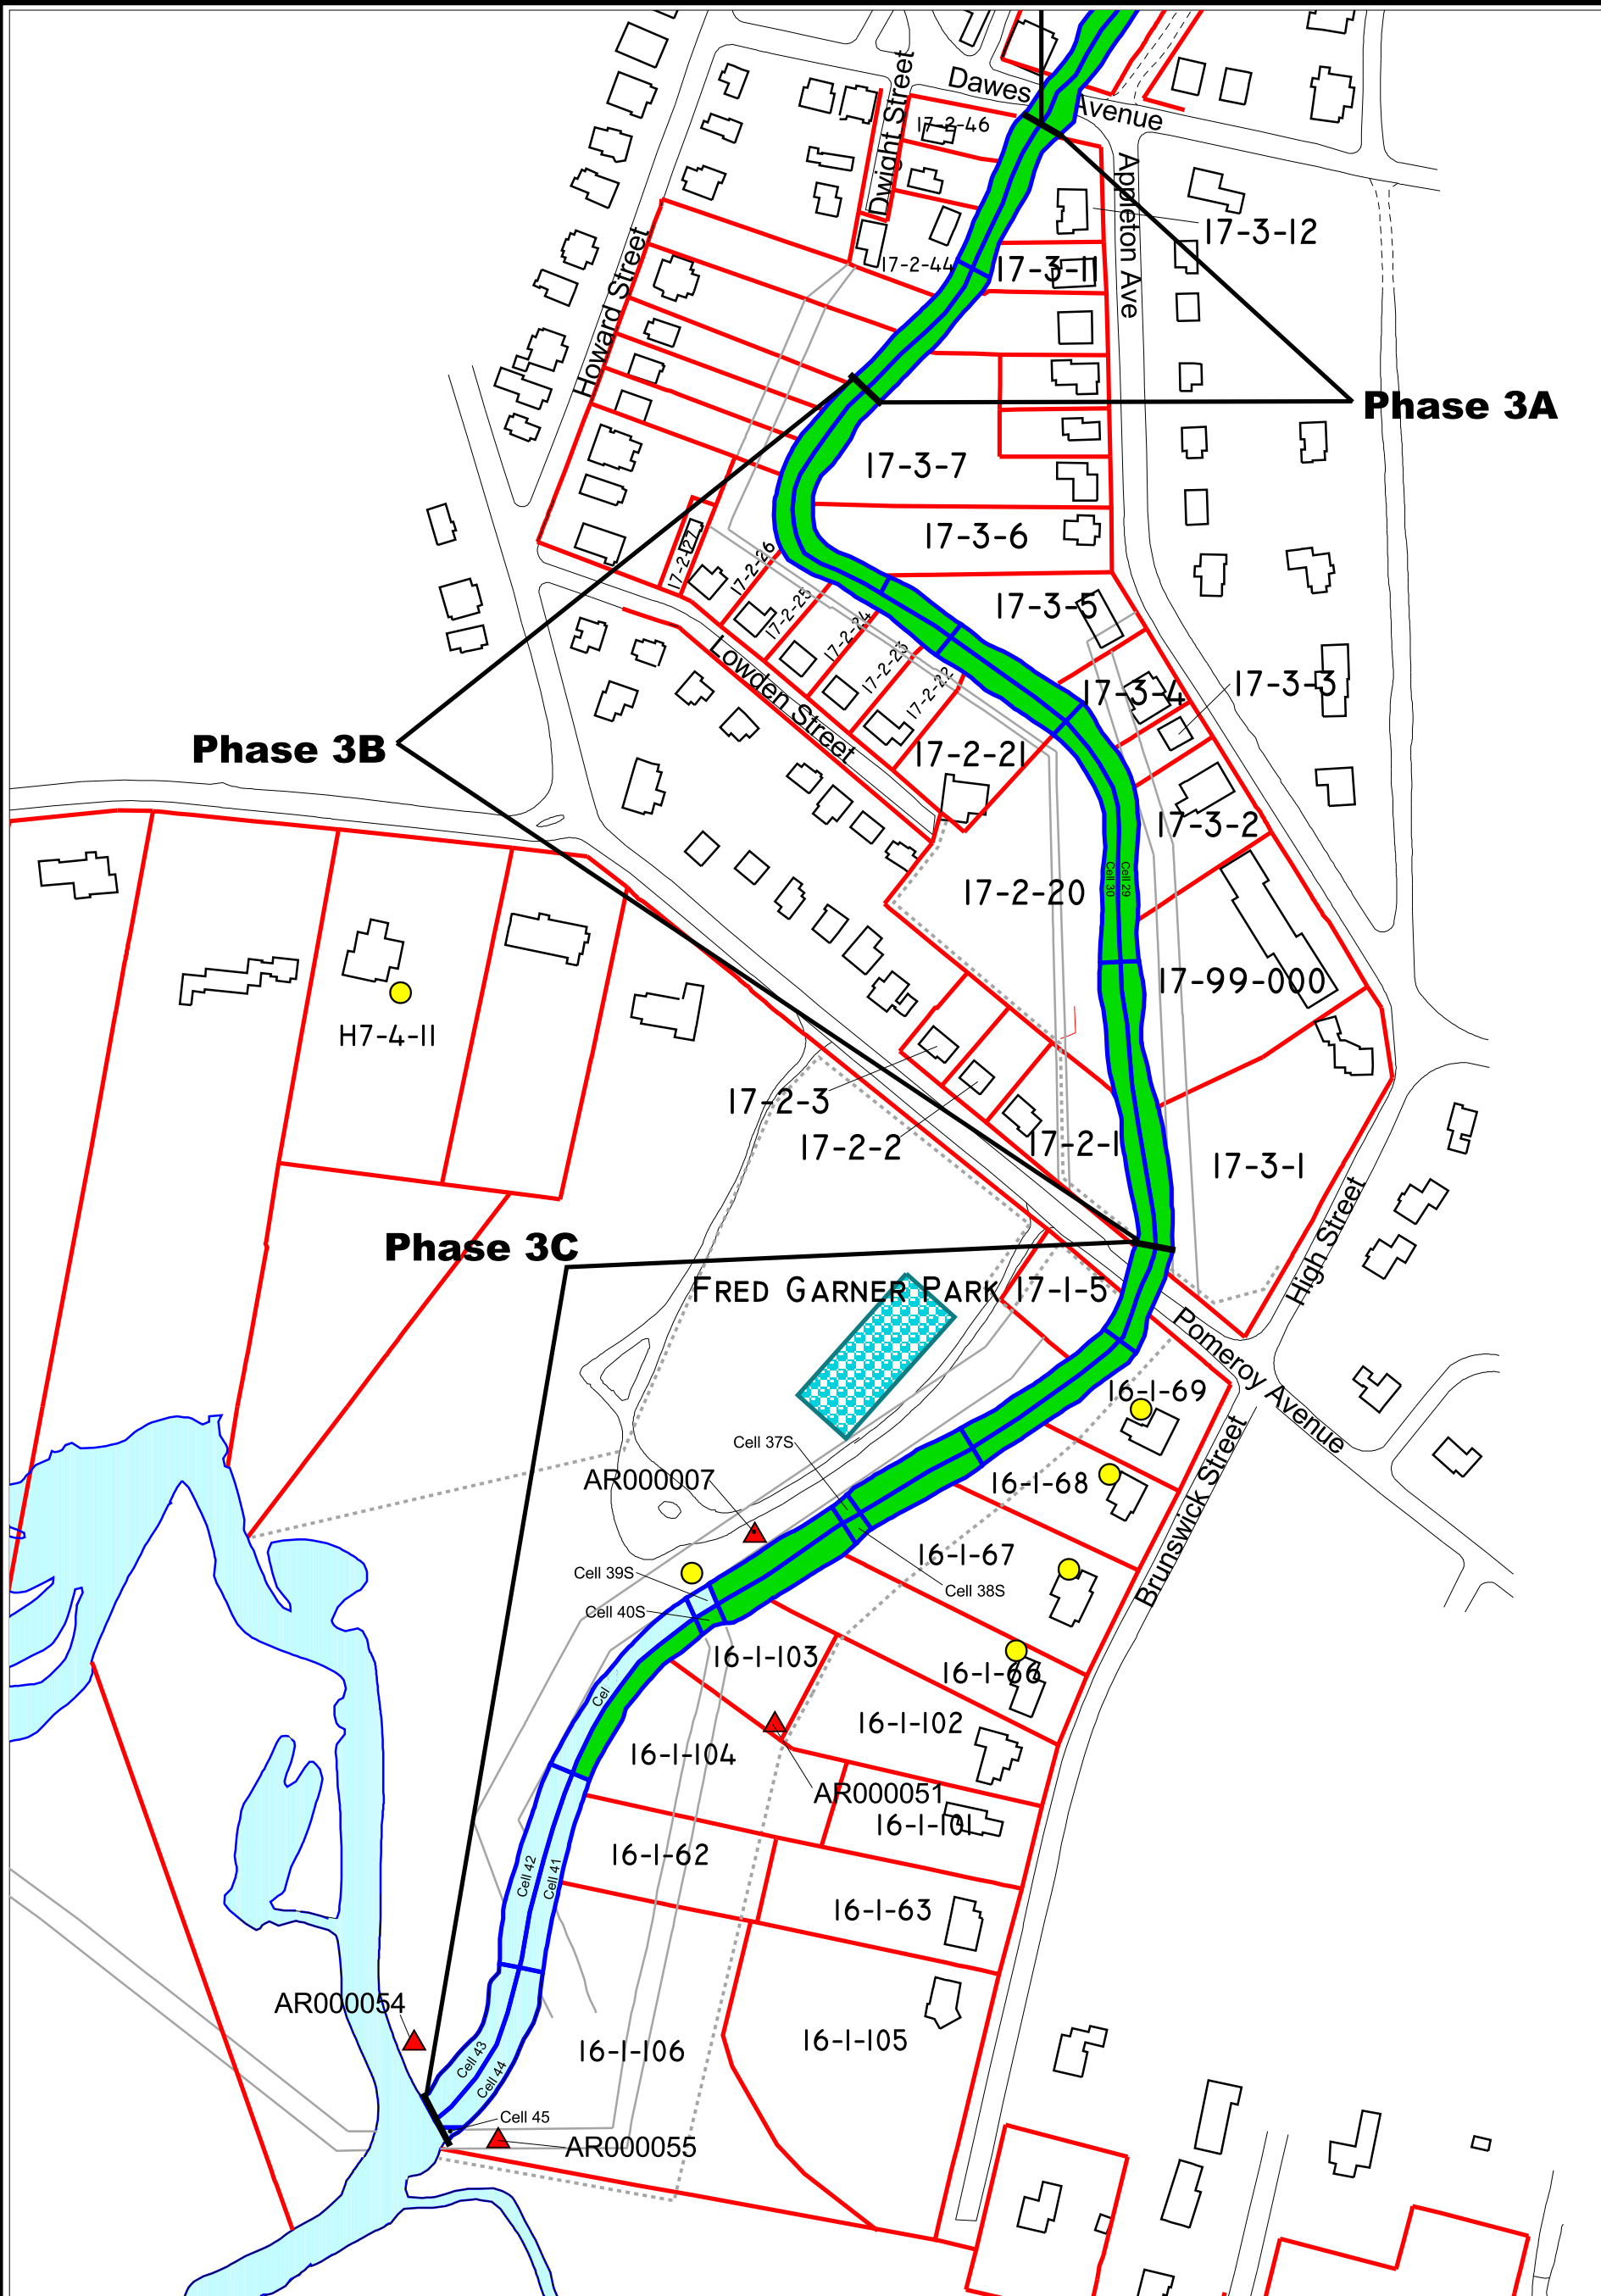 Dawes Avenue
Dwight Street
17-2-46
Appleton Ave
17-3-12
Howard Street
17-2-44
17-3-11
Phase 3A
17-3-7
17-3-6
17-2-27
17-2-26
17-2-25
17-2-24
17-2-23
17-2-22
17-3-5
Lowden Street
17-3-4
17-3-3
Phase 3B
17-2-21
17-3-2
Cell 30
Cell 29
17-2-20
17-99-000
H7-4-11
17-2-3
17-2-2
17-2-1
17-3-1
High Street
Phase 3C
FRED GARNER PARK
17-1-5
Pomeroy Avenue
16-1-69
Cell 37S
AR000007
16-1-68
Brunswick Street
16-1-67
Cell 39S
Cell 38S
Cell 40S
16-1-103
16-1-66
Cel
16-1-102
16-1-104
AR000051
16-1-101
16-1-62
Cell 42
Cell 41
16-1-63
AR000054
16-1-106
16-1-105
Cell 43
Cell 44
Cell 45
AR000055